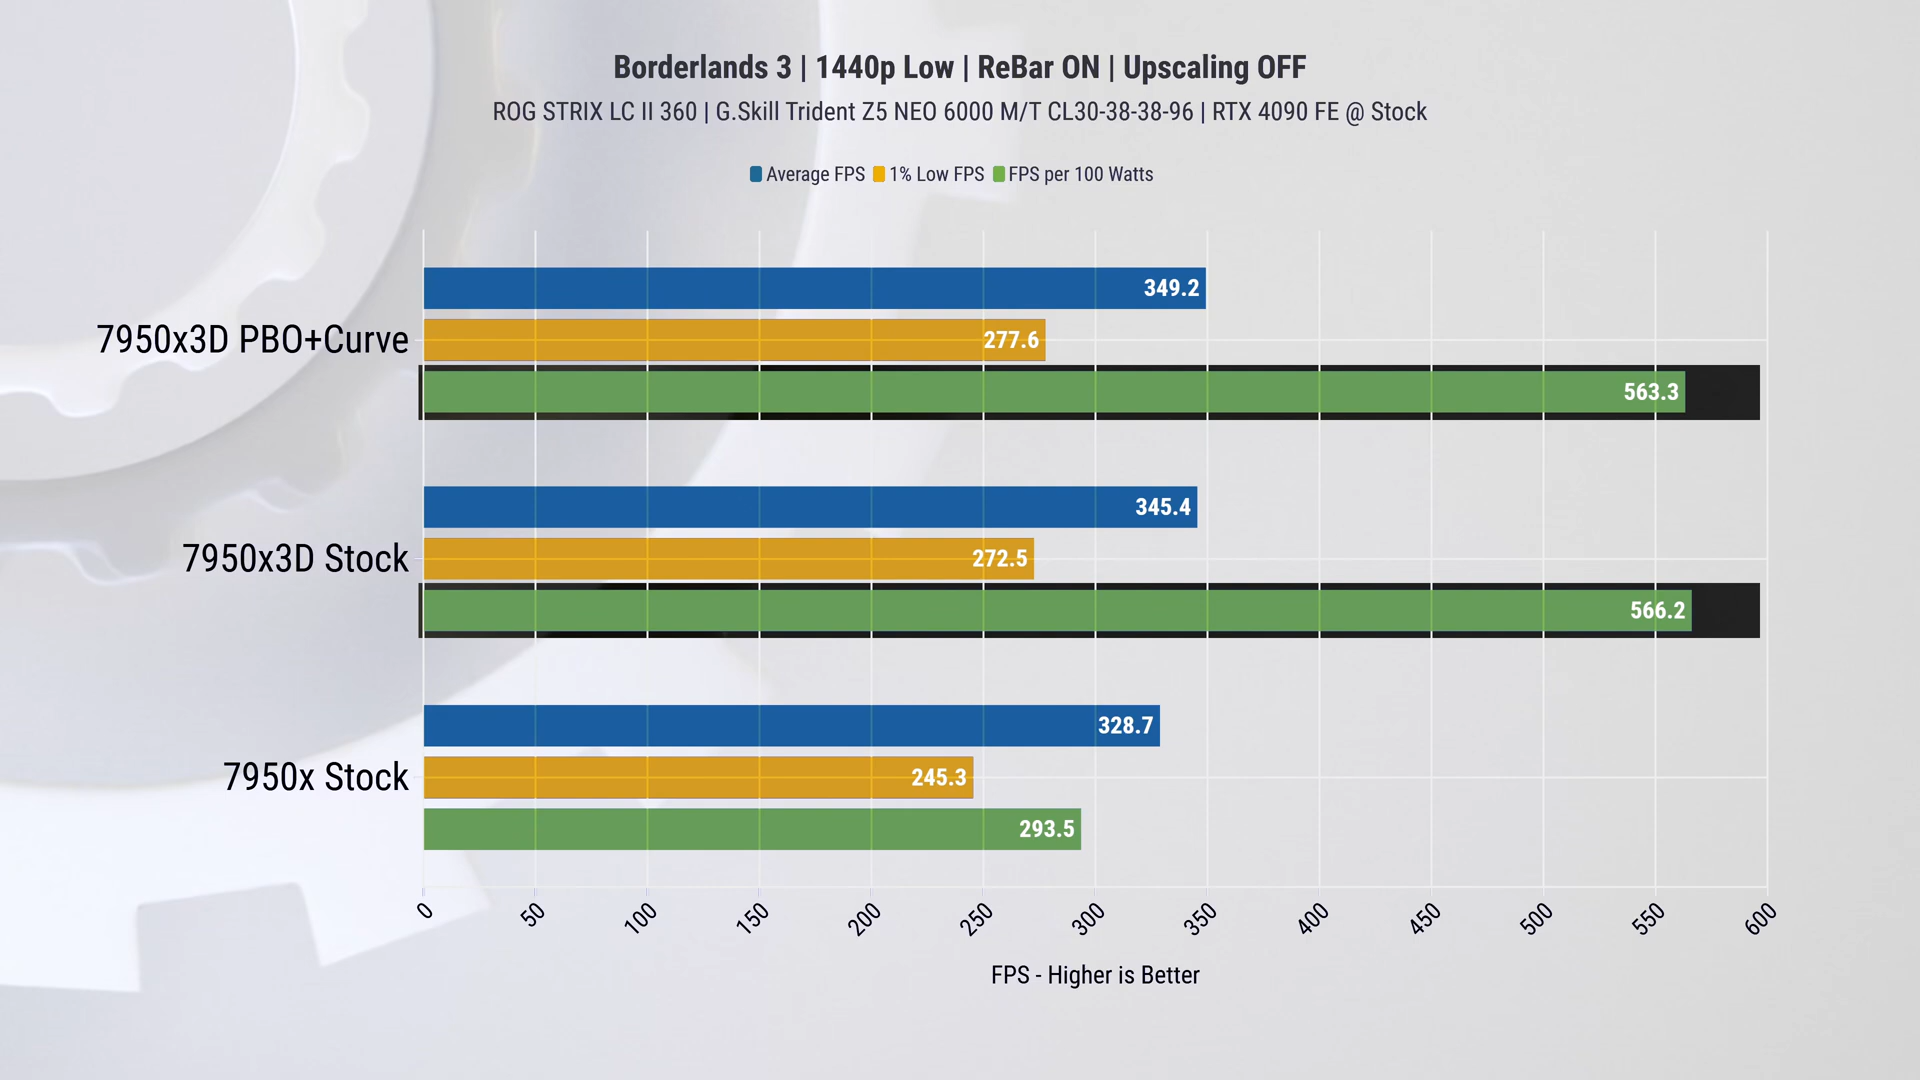 Borderlands 3 | 1440p Low | ReBar ON | Upscaling OFF
ROG STRIX LC II 360 | G.Skill Trident Z5 NEO 6000 M/T CL30-38-38-96 | RTX 4090 FE @ Stock
Average FPS 1% Low FPS FPS per 100 Watts
349.2
7950x3D PBO+Curve 277.6
563.3
345.4
7950x3D Stock 272.5
566.2
328.7
7950x Stock 245.3
293.5
0 50 100 150 200 250 300 350 400 450 500 550 600
FPS - Higher is Better